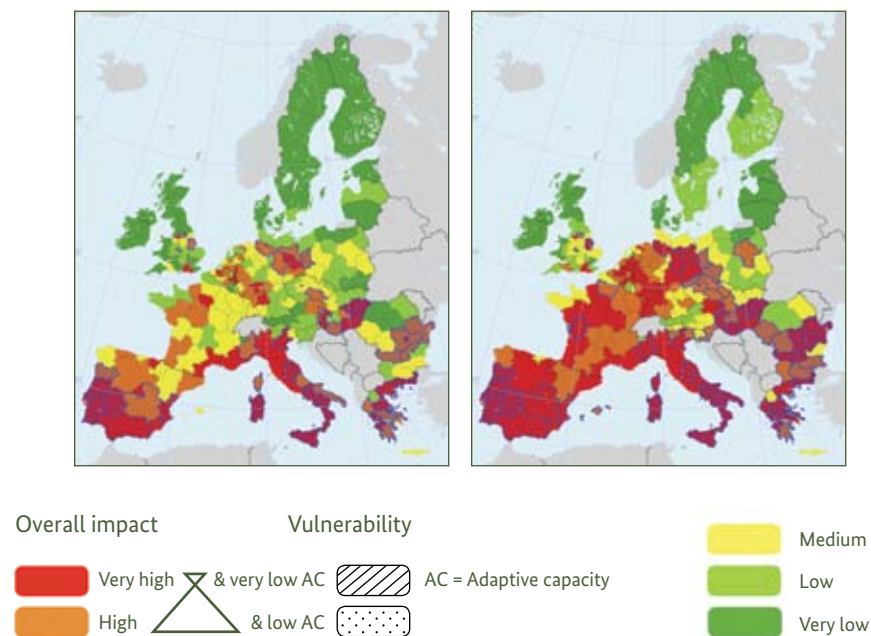 Overall impact
Vulnerability
Very high
& very low AC
AC = Adaptive capacity
High
& low AC
Medium
Low
Very low